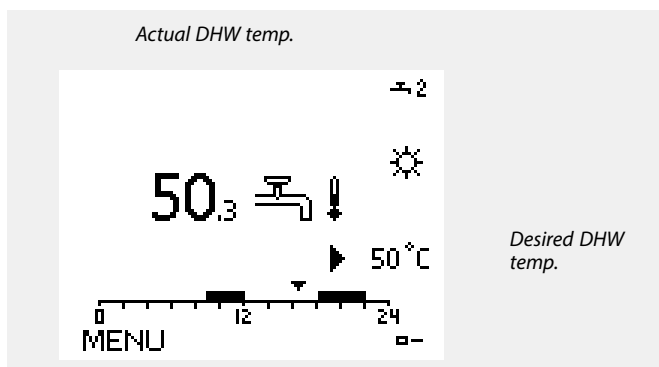 Actual DHW temp.
2
50.3
50°C
Desired DHW
temp.
0 12 24
MENU